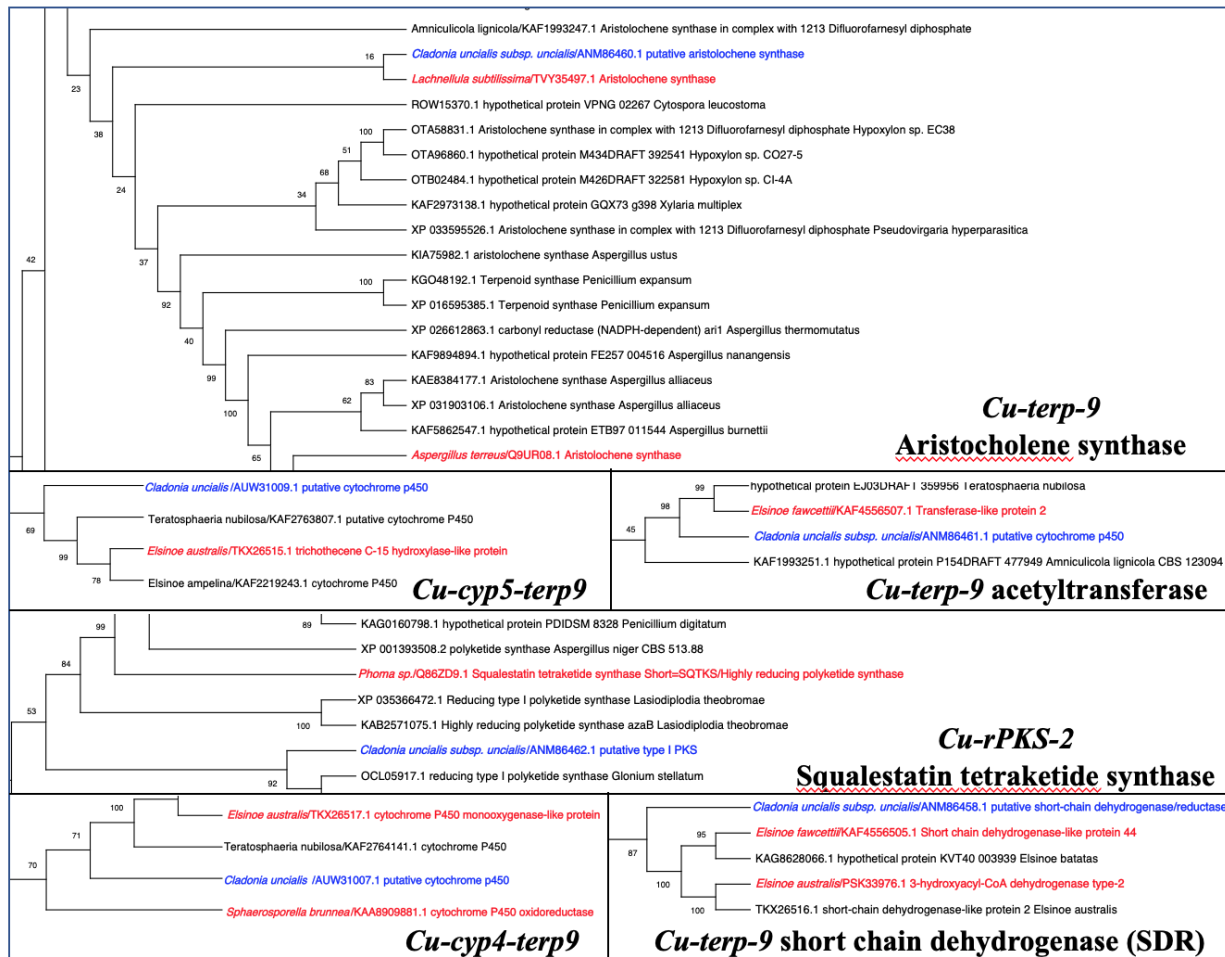 Amniculicola lignicola/KAF1993247.1 Aristolochene synthase in complex with 1213 Difluorofarnesyl diphosphate
16
Cladonia uncialis subsp. uncialis/ANM86460.1 putative aristolochene synthase
Lachnellula subtilissima/TVY35497.1 Aristolochene synthase
23
ROW15370.1 hypothetical protein VPNG 02267 Cytospora leucostoma
38
100
OTA58831.1 Aristolochene synthase in complex with 1213 Difluorofarnesyl diphosphate Hypoxylon sp. EC38
51
OTA96860.1 hypothetical protein M434DRAFT 392541 Hypoxylon sp. CO27-5
68
OTB02484.1 hypothetical protein M426DRAFT 322581 Hypoxylon sp. CI-4A
24
34
KAF2973138.1 hypothetical protein GQX73 g398 Xylaria multiplex
XP 033595526.1 Aristolochene synthase in complex with 1213 Difluorofarnesyl diphosphate Pseudovirgaria hyperparasitica
42
37
KIA75982.1 aristolochene synthase Aspergillus ustus
100
KGO48192.1 Terpenoid synthase Penicillium expansum
92
XP 016595385.1 Terpenoid synthase Penicillium expansum
XP 026612863.1 carbonyl reductase (NADPH-dependent) ari1 Aspergillus thermomutatus
40
KAF9894894.1 hypothetical protein FE257 004516 Aspergillus nanangensis
99
83
KAE8384177.1 Aristolochene synthase Aspergillus alliaceus
62
XP 031903106.1 Aristolochene synthase Aspergillus alliaceus
100
KAF5862547.1 hypothetical protein ETB97 011544 Aspergillus burnettii
65
Aspergillus terreus/Q9UR08.1 Aristolochene synthase
Cu-terp-9
Aristocholene synthase
Cladonia uncialis/AUW31009.1 putative cytochrome p450
69
Teratosphaeria nubilosa/KAF2763807.1 putative cytochrome P450
99
Elsinoe australis/TKX26515.1 trichothecene C-15 hydroxylase-like protein
78
Elsinoe ampelina/KAF2219243.1 cytochrome P450
Cu-cyp5-terp9
99
hypothetical protein EJ03DRAFT 359956 Teratosphaeria nubilosa
98
Elsinoe fawcettii/KAF4556507.1 Transferase-like protein 2
45
Cladonia uncialis subsp. uncialis/ANM86461.1 putative cytochrome p450
KAF1993251.1 hypothetical protein P154DRAFT 477949 Amniculicola lignicola CBS 123094
Cu-terp-9 acetyltransferase
89
KAG0160798.1 hypothetical protein PDIDSM 8328 Penicillium digitatum
99
XP 001393508.2 polyketide synthase Aspergillus niger CBS 513.88
84
Phoma sp./Q86ZD9.1 Squalestatin tetraketide synthase Short=SQTKS/Highly reducing polyketide synthase
XP 035366472.1 Reducing type I polyketide synthase Lasiodiplodia theobromae
53
100
KAB2571075.1 Highly reducing polyketide synthase azaB Lasiodiplodia theobromae
Cladonia uncialis subsp. uncialis/ANM86462.1 putative type I PKS
92
OCL05917.1 reducing type I polyketide synthase Glonium stellatum
Cu-rPKS-2
Squalestatin tetraketide synthase
100
Elsinoe australis/TKX26517.1 cytochrome P450 monooxygenase-like protein
71
Teratosphaeria nubilosa/KAF2764141.1 cytochrome P450
70
Cladonia uncialis /AUW31007.1 putative cytochrome p450
Sphaerosporella brunnea/KAA8909881.1 cytochrome P450 oxidoreductase
Cu-cyp4-terp9
Cladonia uncialis subsp. uncialis/ANM86458.1 putative short-chain dehydrogenase/reductase
95
Elsinoe fawcettii/KAF4556505.1 Short chain dehydrogenase-like protein 44
87
KAG8628066.1 hypothetical protein KVT40 003939 Elsinoe batatas
100
Elsinoe australis/PSK33976.1 3-hydroxyacyl-CoA dehydrogenase type-2
100
TKX26516.1 short-chain dehydrogenase-like protein 2 Elsinoe australis
Cu-terp-9 short chain dehydrogenase (SDR)